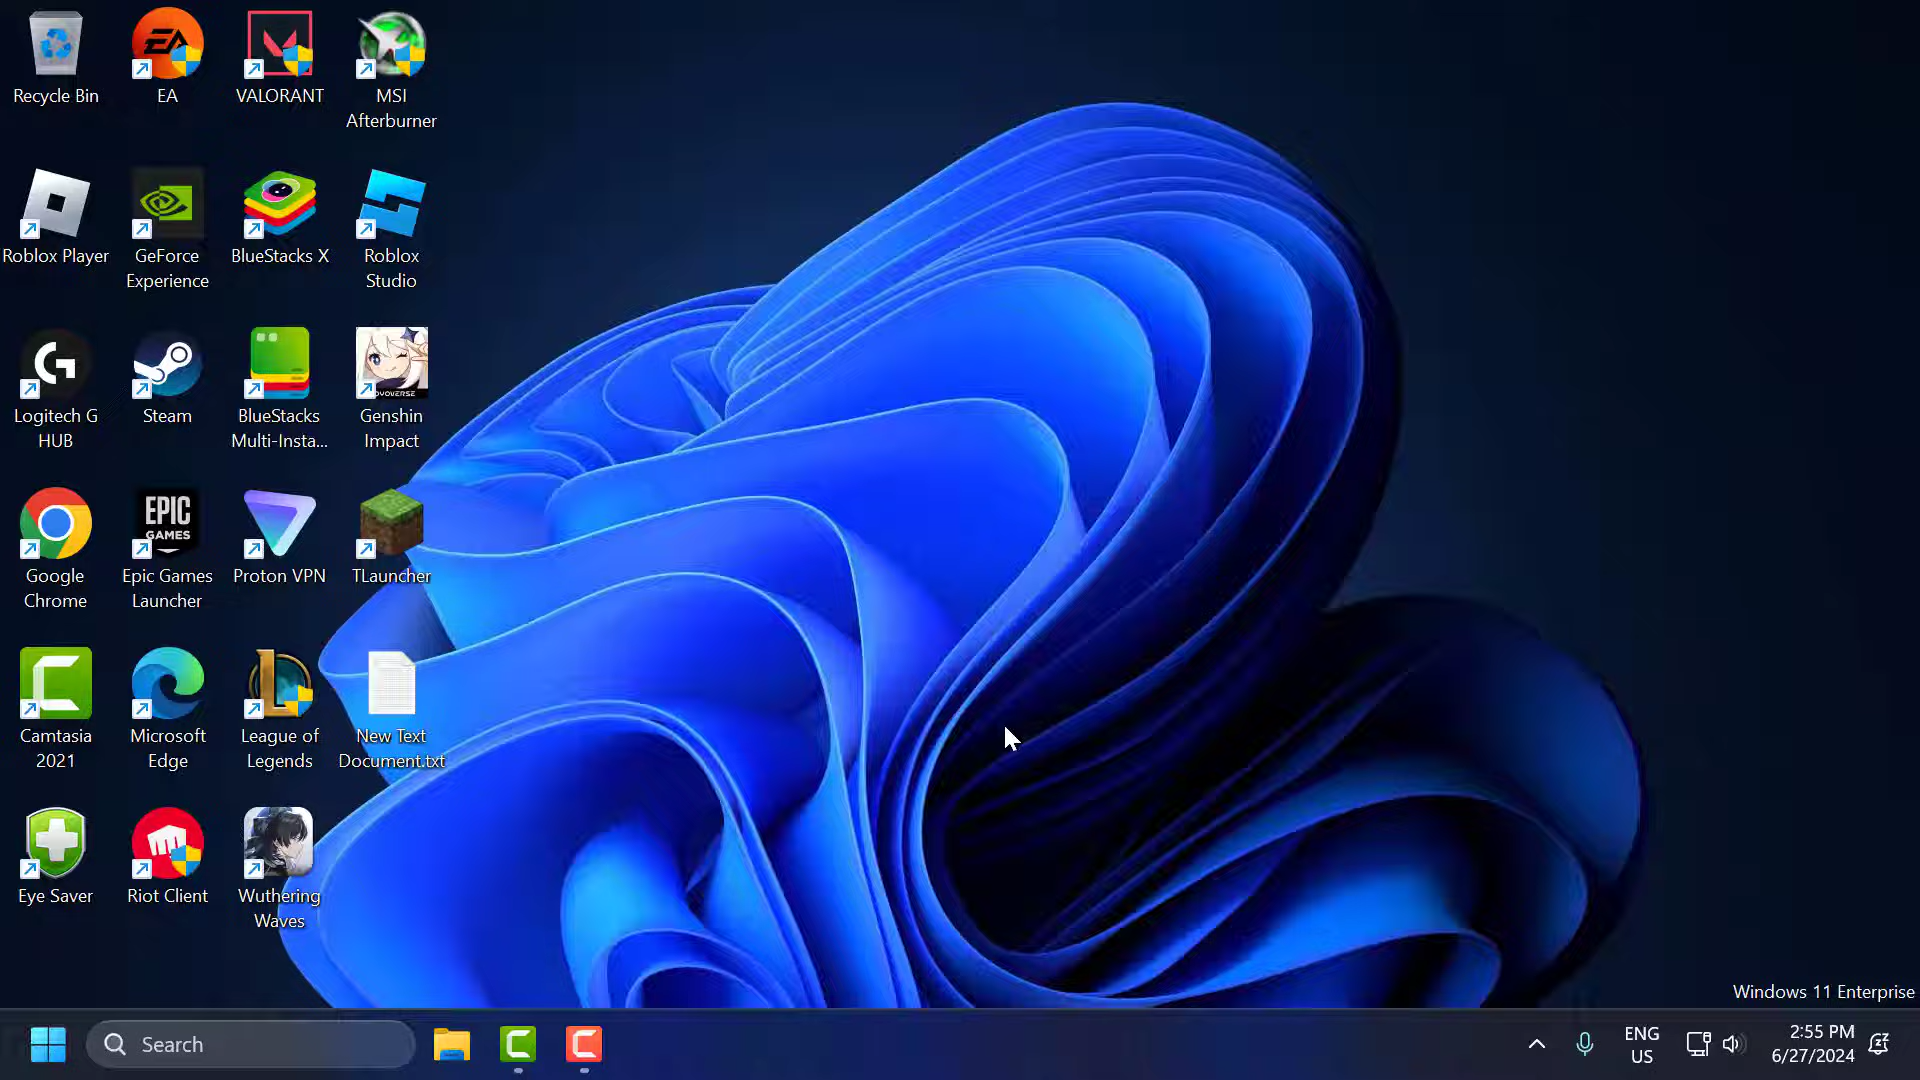 Recycle Bin
EA
VALORANT
MSI
Afterburner
Roblox Player
GeForce
Experience
BlueStacks X
Roblox
Studio
Logitech G
HUB
Steam
BlueStacks
Multi-Insta...
Genshin
Impact
EPIC
GAMES
Google
Chrome
Epic Games
Launcher
Proton VPN
TLauncher
Camtasia
2021
Microsoft
Edge
League of
Legends
New Text
Document.txt
Eye Saver
Riot Client
Wuthering
Waves
Windows 11 Enterprise
Search
ENG
US
2:55 PM
6/27/2024